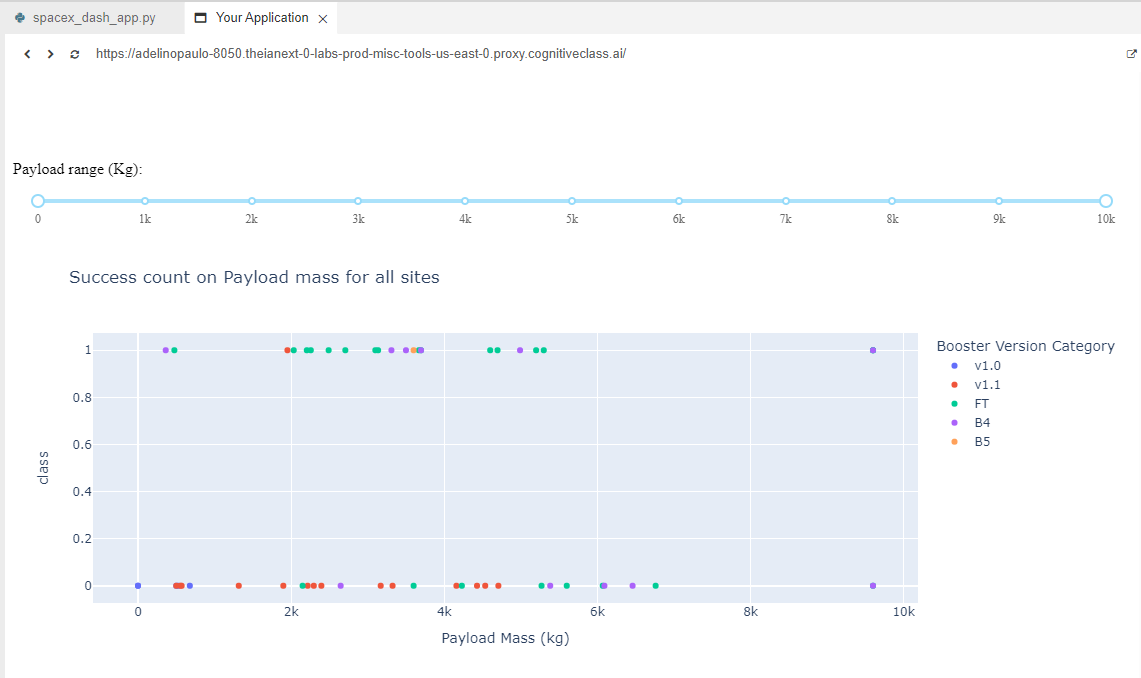 spacex_dash_app.py Your Application
https://adelinopaulo-8050.theianext-0-labs-prod-misc-tools-us-east-0.proxy.cognitiveclass.ai/
Payload range (Kg):
0 1k 2k 3k 4k 5k 6k 7k 8k 9k 10k
Success count on Payload mass for all sites
Booster Version Category
v1.0
v1.1
FT
B4
B5
1
0.8
0.6
0.4
0.2
0
class
0 2k 4k 6k 8k 10k
Payload Mass (kg)